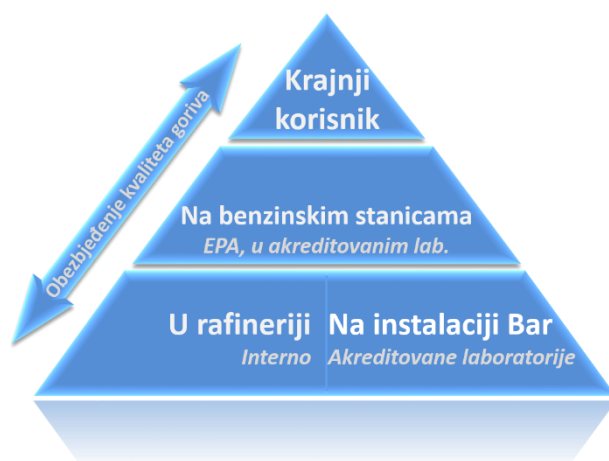 Krajnji
korisnik
Obezbjeđenje kvaliteta goriva
Na benzinskim stanicama
EPA, u akreditovanim lab.
U rafineriji
Interno
Na instalaciji Bar
Akreditovane laboratorije